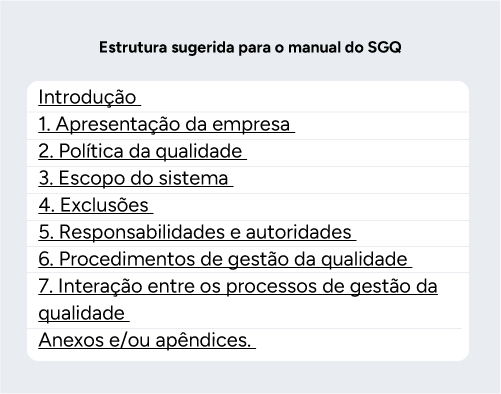 Estrutura sugerida para o manual do SGQ
Introdução
1. Apresentação da empresa
2. Política da qualidade
3. Escopo do sistema
4. Exclusões
5. Responsabilidades e autoridades
6. Procedimentos de gestão da qualidade
7. Interação entre os processos de gestão da
qualidade
Anexos e/ou apêndices.